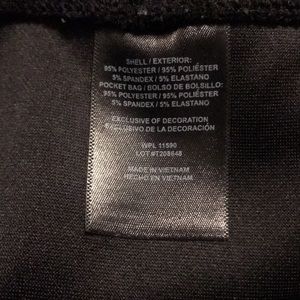 SHELL / EXTERIOR:
95% POLYESTER / 95% POLIÉSTER
5% SPANDEX / 5% ELASTANO
POCKET BAG / BOLSO DE BOLSILLO:
95% POLYESTER / 95% POLIÉSTER
5% SPANDEX / 5% ELASTANO
EXCLUSIVE OF DECORATION
EXCLUSIVO DE LA DECORACIÓN
WPL 11590
LOT#T208648
MADE IN VIETNAM
HECHO EN VIETNAM